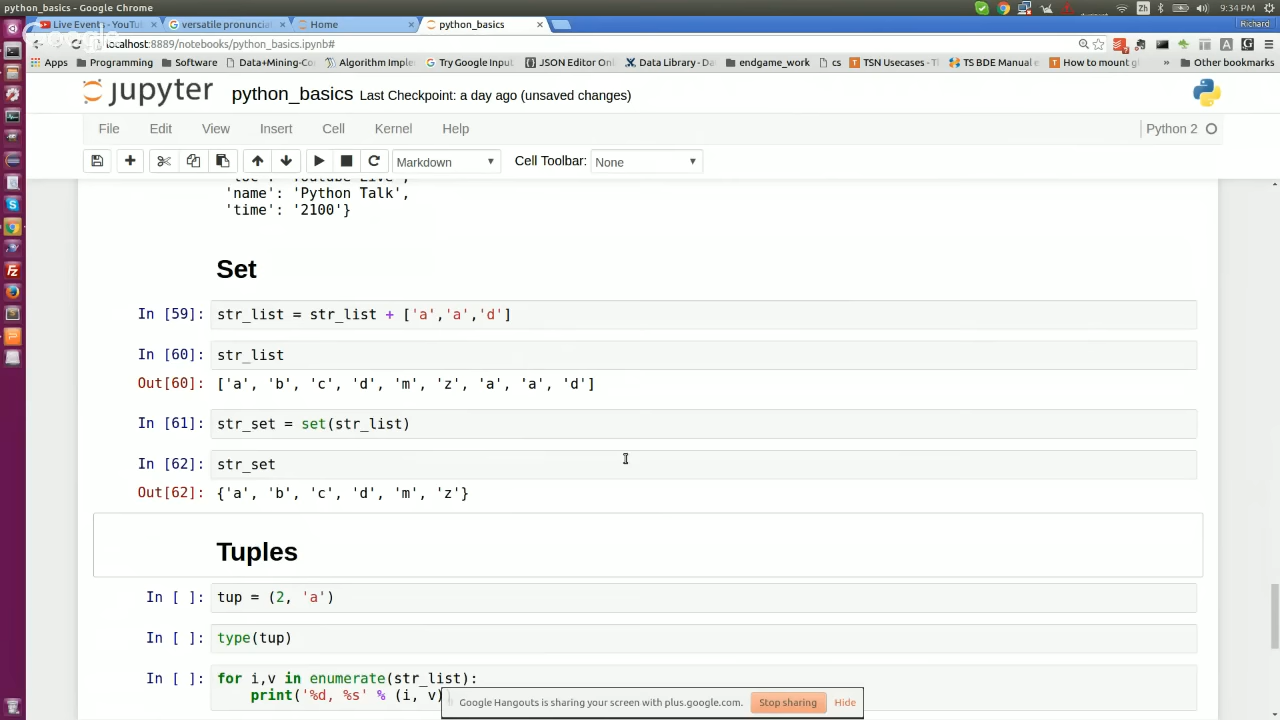 python_basics - Google Chrome
Zh
9:34 PM
Live Events - YouTu
versatile pronuncia
Home
python_basics
Richard
Google
localhost:8889/notebooks/python_basics.ipynb#
Apps
Programming
Software
Data+Mining-Co
Algorithm Imple
Try Google Input
JSON Editor Onl
Data Library - De
endgame_work
cs
TSN Usecases - T
TS BDE Manual e
How to mount g
»
Other bookmarks
jupyter
python_basics Last Checkpoint: a day ago (unsaved changes)
File
Edit
View
Insert
Cell
Kernel
Help
Python 2
Markdown
Cell Toolbar:
None
'name': 'Python Talk',
'time': '2100'}
Set
In [59]: str_list = str_list + ['a','a','d']
In [60]: str_list
Out[60]: ['a', 'b', 'c', 'd', 'm', 'z', 'a', 'a', 'd']
In [61]: str_set = set(str_list)
In [62]: str_set
Out[62]: {'a', 'b', 'c', 'd', 'm', 'z'}
Tuples
In [ ]: tup = (2, 'a')
In [ ]: type(tup)
In [ ]: for i,v in enumerate(str_list):
print('%d, %s' % (i, v)
Google Hangouts is sharing your screen with plus.google.com.
Stop sharing
Hide